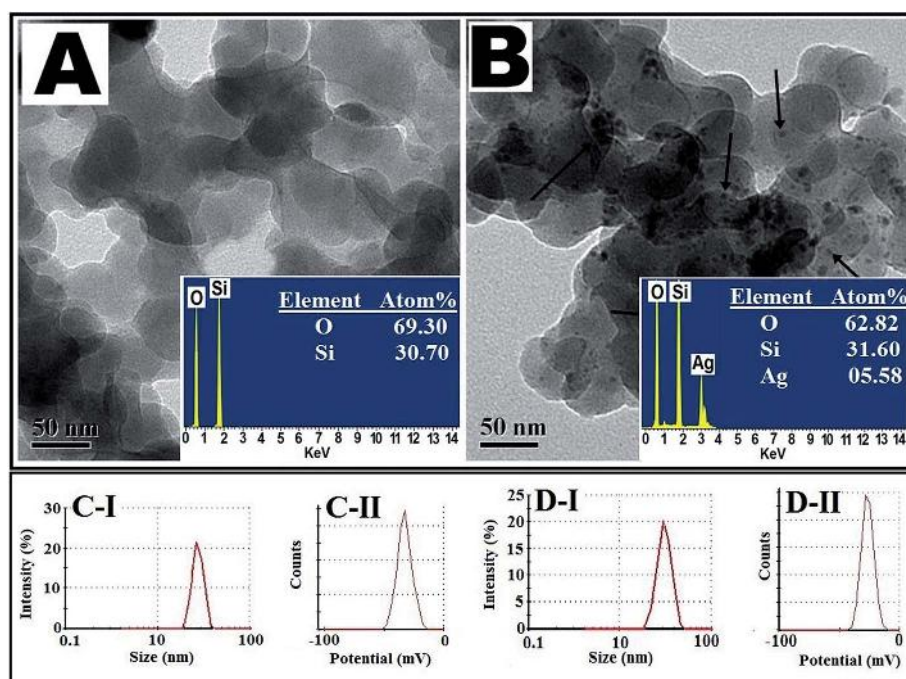 A
O Si
Element Atom%
O 69.30
Si 30.70
50 nm
0 1 2 3 4 5 6 7 8 9 10 11 12 13 14
KeV
B
O Si Ag
Element Atom%
O 62.82
Si 31.60
Ag 05.58
50 nm
0 1 2 3 4 5 6 7 8 9 10 11 12 13 14
KeV
C-I
Intensity (%)
30
20
10
0
0.1 10 100
Size (nm)
C-II
Counts
-100 0
Potential (mV)
D-I
Intensity (%)
25
20
15
10
5
0
0.1 10 100
Size (nm)
D-II
Counts
-100 0
Potential (mV)